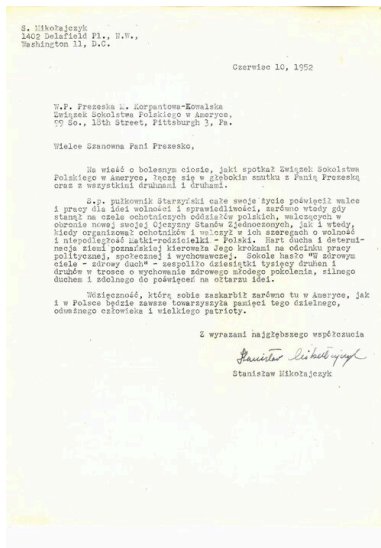 S. Mikołajczyk
1402 Delafield Pl., N.W.,
Washington 11, D.C.
Czerwiec 10, 1952
W.P. Prezeska M. Korpantowa-Kowalska
Związek Sokolstwa Polskiego w Ameryce,
99 So., 18th Street, Pittsburgh 3, Pa.
Wielce Szanowna Pani Prezesko,
Na wieść o bolesnym ciosie, jaki spotkał Związek Sokolstwa
Polskiego w Ameryce, łączę się w głębokim smutku z Panią Prezeską
oraz z wszystkimi druhnami i druhami.
S.p. pułkownik Starzyński całe swoje życie poświęcił walce
i pracy dla idei wolności i sprawiedliwości, zarówno wtedy gdy
stanął na czele ochotniczych oddziałów polskich, walczących w
obronie nowej swojej Ojczyzny Stanów Zjednoczonych, jak i wtedy,
kiedy organizował ochotników i walczył w ich szeregach o wolność
i niepodległość Matki-rodzicielki - Polski. Hart ducha i determi-
nacja ziemi poznańskiej kierowała Jego krokami na odcinku pracy
politycznej, społecznej i wychowawczej. Sokole hasło "W zdrowym
ciele - zdrowy duch" - zespoliło dziesiątki tysięcy druhen i
druhów w trosce o wychowanie zdrowego młodego pokolenia, silnego
duchem i zdolnego do poświęceń na ołtarzu idei.
Wdzięczność, którą sobie zaskarbił zarówno tu w Ameryce, jak
i w Polsce będzie zawsze towarzyszyła pamięci tego dzielnego,
odważnego człowieka i wielkiego patrioty.
Z wyrazami najgłębszego współczucia
Stanisław Mikołajczyk
Stanisław Mikołajczyk